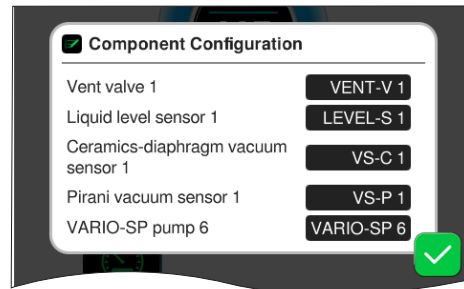 Component Configuration
Vent valve 1 VENT-V 1
Liquid level sensor 1 LEVEL-S 1
Ceramics-diaphragm vacuum
sensor 1 VS-C 1
Pirani vacuum sensor 1 VS-P 1
VARIO-SP pump 6 VARIO-SP 6